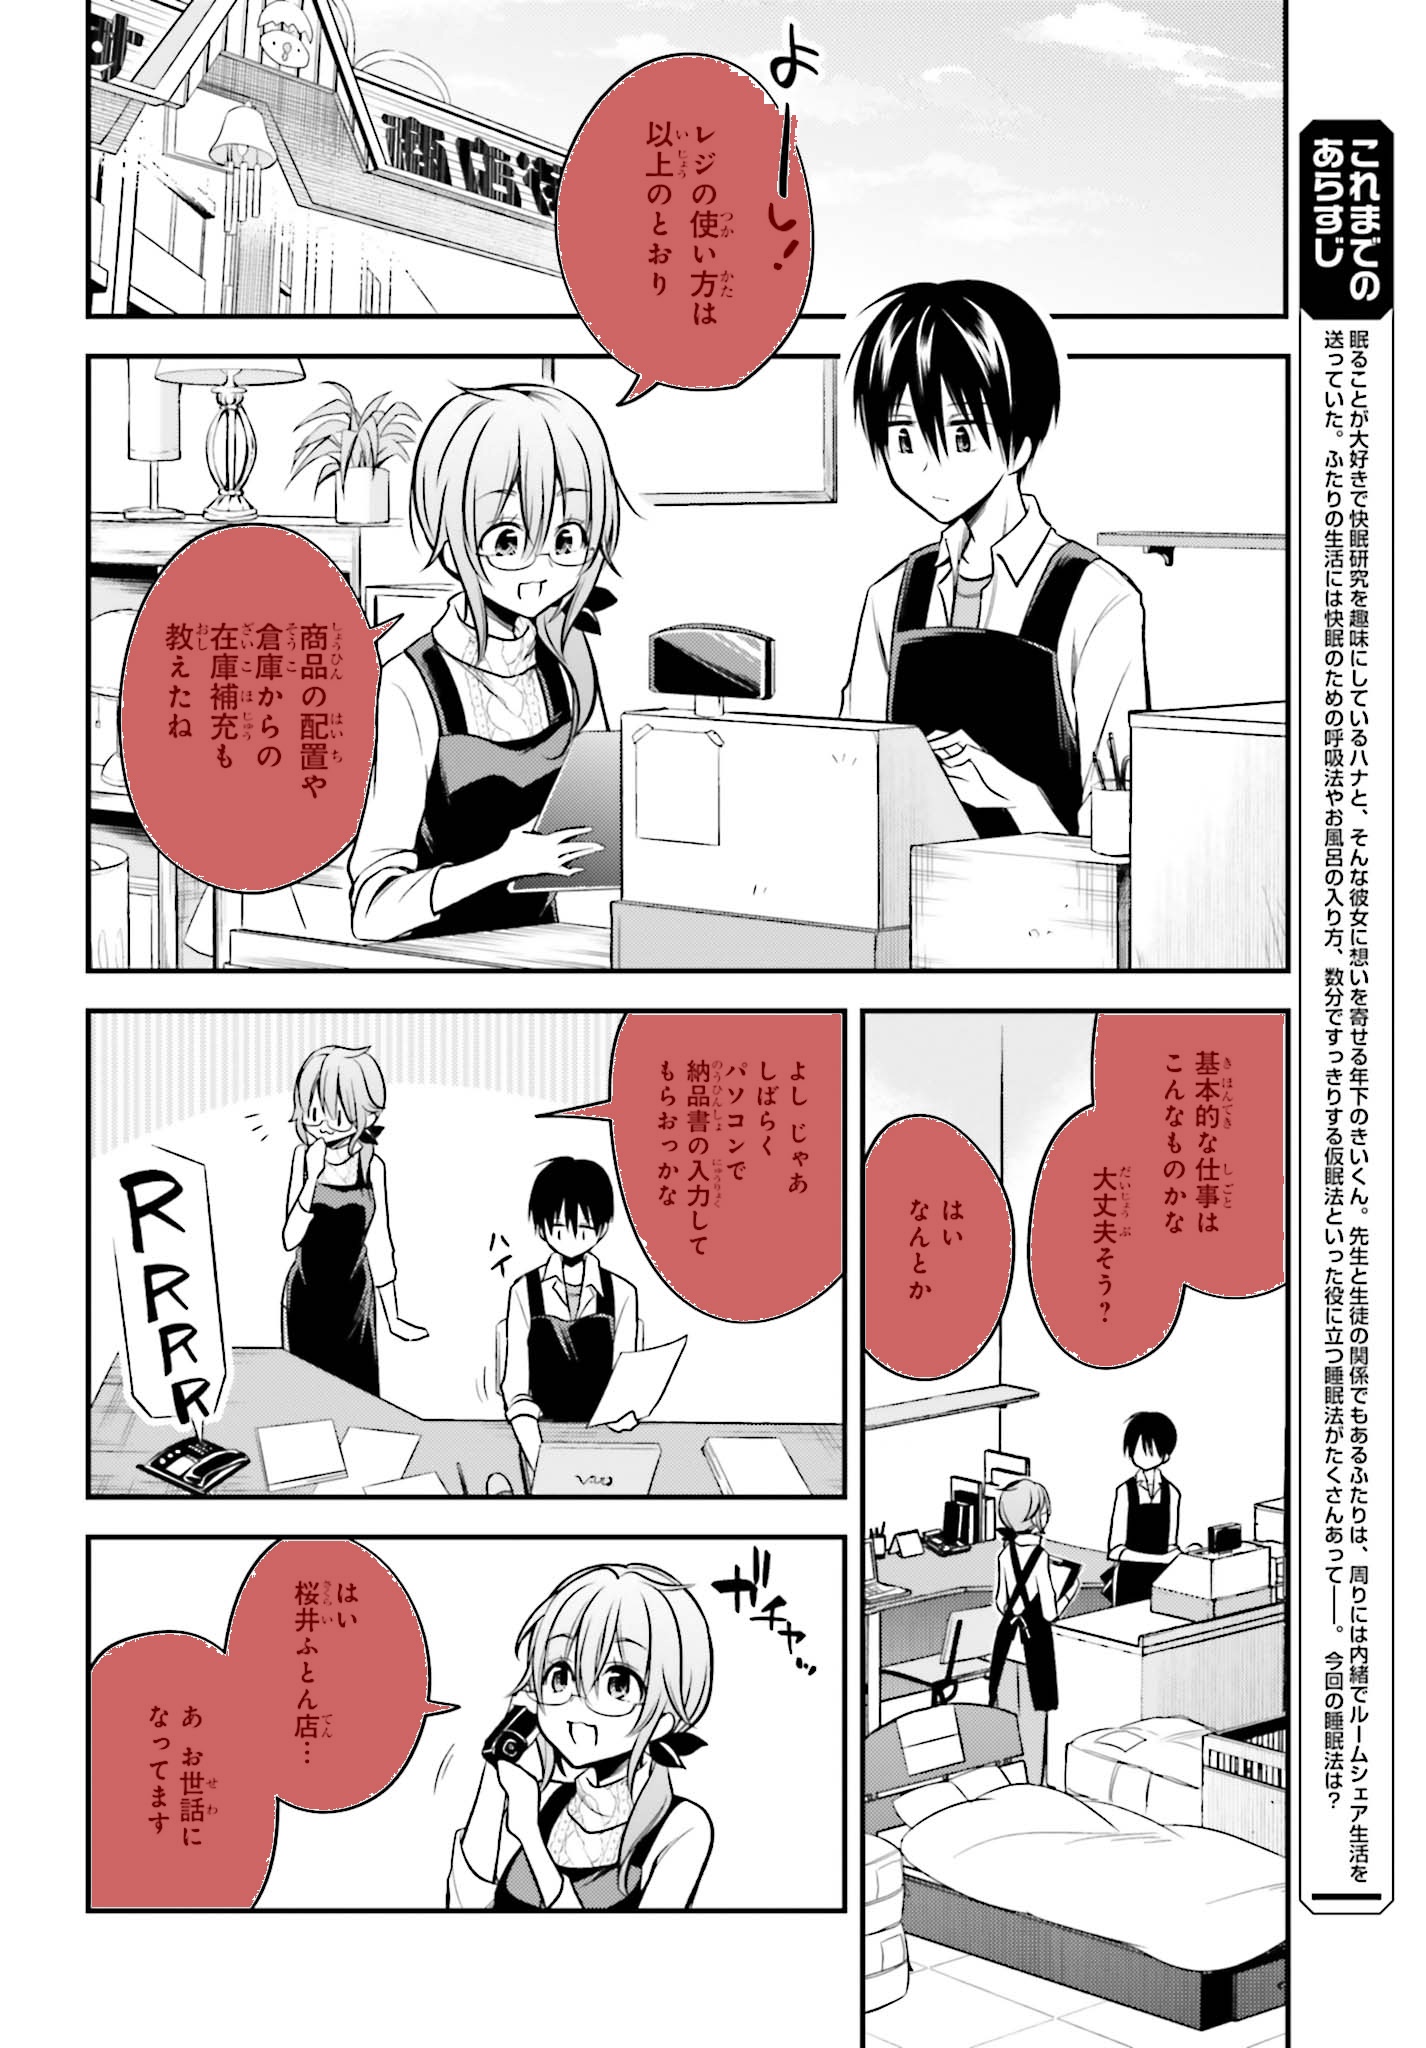 これまでの
あらすじ
眠ることが大好きで快眠研究を趣味にしているハナと、そんな彼女に想いを寄せる年下のきいくん。先生と生徒の関係でもあるふたりは、周りには内緒でルームシェア生活を
送っていた。ふたりの生活には快眠のための呼吸法やお風呂の入り方、数分ですっきりする仮眠法といった役に立つ睡眠法がたくさんあって――。今回の睡眠法は?
商店街
よーし!
レジの使い方は
以上のとおり
商品の配置や
倉庫からの
在庫補充も
教えたね
基本的な仕事は
こんなものかな
大丈夫そう?
はい
なんとか
よし じゃあ
しばらく
パソコンで
納品書の入力して
もらおっかな
ハイ
RRRRR
ガチャッ…
はい
桜井ふとん店…
あ お世話に
なってます